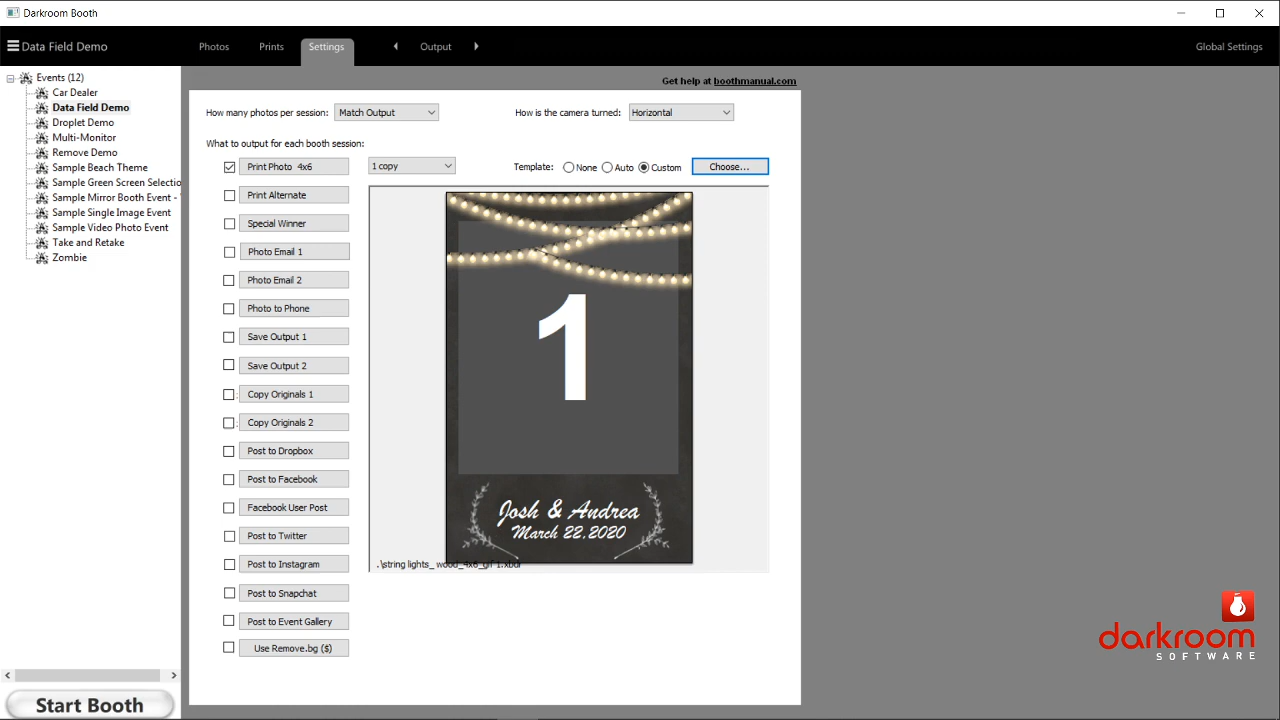 Darkroom Booth
Data Field Demo
Photos
Prints
Settings
Output
Global Settings
Events (12)
Car Dealer
Data Field Demo
Droplet Demo
Multi-Monitor
Remove Demo
Sample Beach Theme
Sample Green Screen Selectio
Sample Mirror Booth Event -
Sample Single Image Event
Sample Video Photo Event
Take and Retake
Zombie
Start Booth
Get help at boothmanual.com
How many photos per session: Match Output
How is the camera turned: Horizontal
What to output for each booth session:
Print Photo 4x6
1 copy
Template: None Auto Custom Choose...
Print Alternate
Special Winner
Photo Email 1
Photo Email 2
Photo to Phone
Save Output 1
Save Output 2
Copy Originals 1
Copy Originals 2
Post to Dropbox
Post to Facebook
Facebook User Post
Post to Twitter
Post to Instagram
Post to Snapchat
Post to Event Gallery
Use Remove.bg ($)
1
Josh & Andrea
March 22,2020
.\string lights_ wood_4x6_gif 1.xbdr
darkroom
SOFTWARE